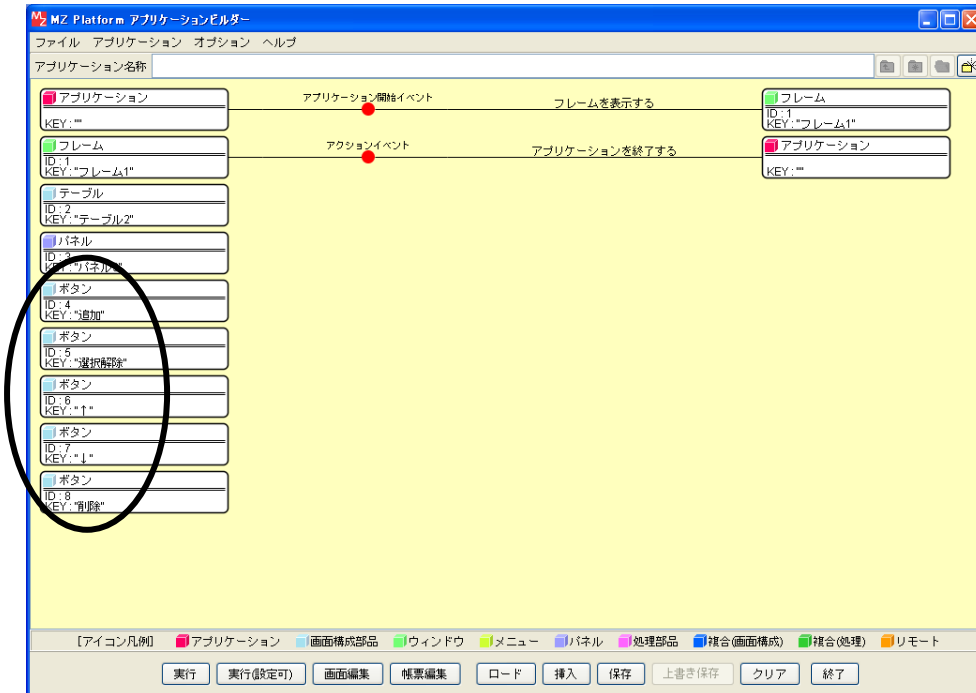 MZ Platform アプリケーションビルダー
ファイル アプリケーション オプション ヘルプ
アプリケーション名称
アプリケーション
KEY:""
アプリケーション開始イベント
フレームを表示する
フレーム
ID:1
KEY:"フレーム1"
フレーム
ID:1
KEY:"フレーム1"
アクションイベント
アプリケーションを終了する
アプリケーション
KEY:""
テーブル
ID:2
KEY:"テーブル2"
パネル
ID:3
KEY:"パネル3"
ボタン
ID:4
KEY:"追加"
ボタン
ID:5
KEY:"選択解除"
ボタン
ID:6
KEY:"↑"
ボタン
ID:7
KEY:"↓"
ボタン
ID:8
KEY:"削除"
[アイコン凡例] アプリケーション 画面構成部品 ウィンドウ メニュー パネル 処理部品 複合(画面構成) 複合(処理) リモート
実行 実行(設定可) 画面編集 帳票編集 ロード 挿入 保存 上書き保存 クリア 終了